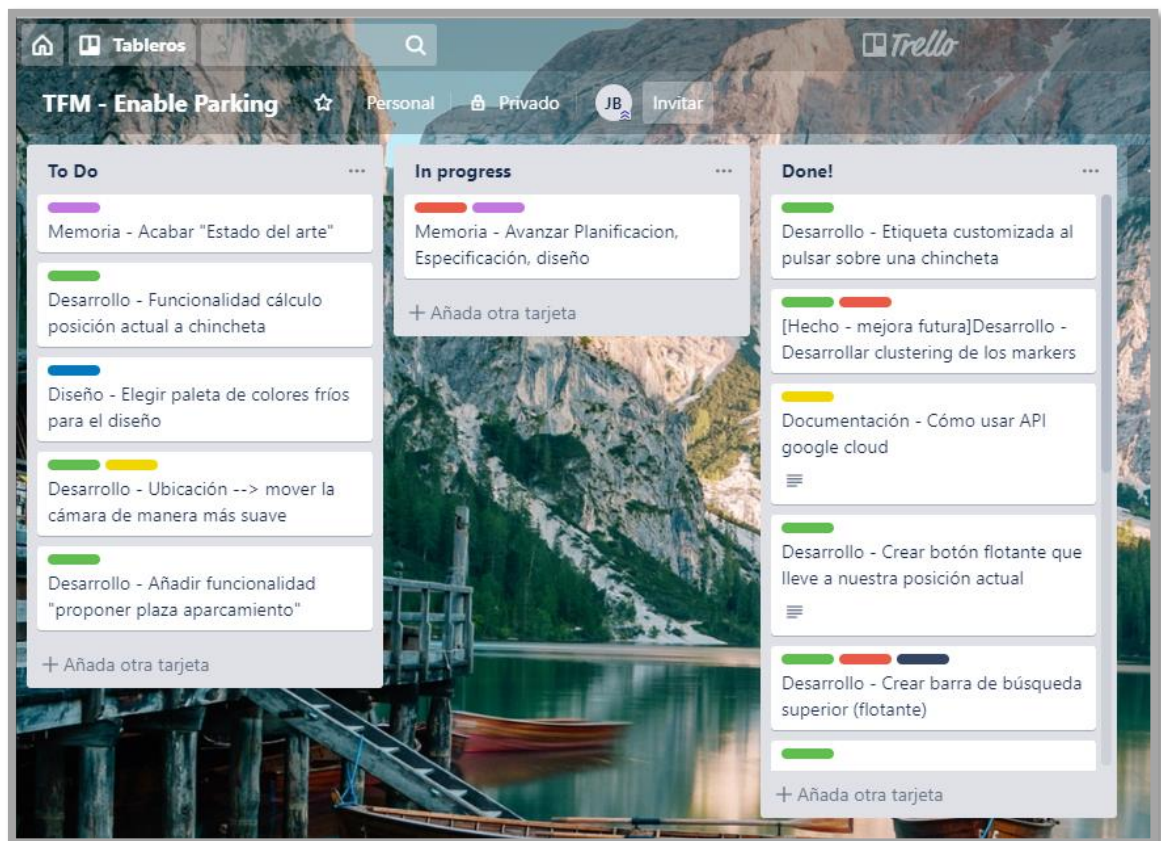 Tableros
Trello
TFM - Enable Parking
Personal
Privado
JB
Invitar
To Do
Memoria - Acabar "Estado del arte"
Desarrollo - Funcionalidad cálculo
posición actual a chincheta
Diseño - Elegir paleta de colores fríos
para el diseño
Desarrollo - Ubicación --> mover la
cámara de manera más suave
Desarrollo - Añadir funcionalidad
"proponer plaza aparcamiento"
+ Añada otra tarjeta
In progress
Memoria - Avanzar Planificacion,
Especificación, diseño
+ Añada otra tarjeta
Done!
Desarrollo - Etiqueta customizada al
pulsar sobre una chincheta
[Hecho - mejora futura]Desarrollo -
Desarrollar clustering de los markers
Documentación - Cómo usar API
google cloud
Desarrollo - Crear botón flotante que
lleve a nuestra posición actual
Desarrollo - Crear barra de búsqueda
superior (flotante)
+ Añada otra tarjeta